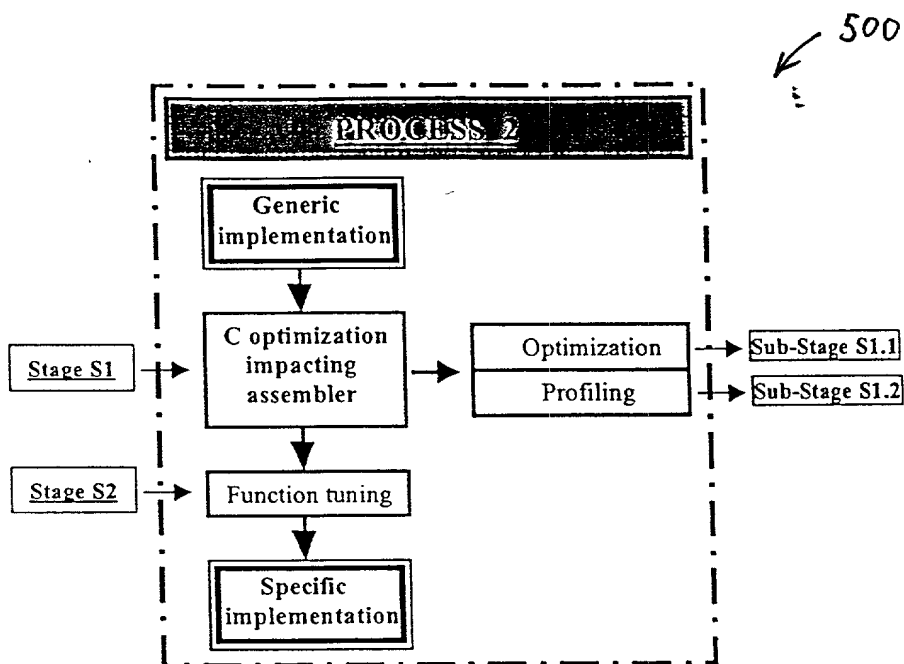 500
PROCESS 2
Generic
implementation
C optimization
impacting
assembler
Optimization
Profiling
Sub-Stage S1.1
Sub-Stage S1.2
Stage S1
Stage S2
Function tuning
Specific
implementation